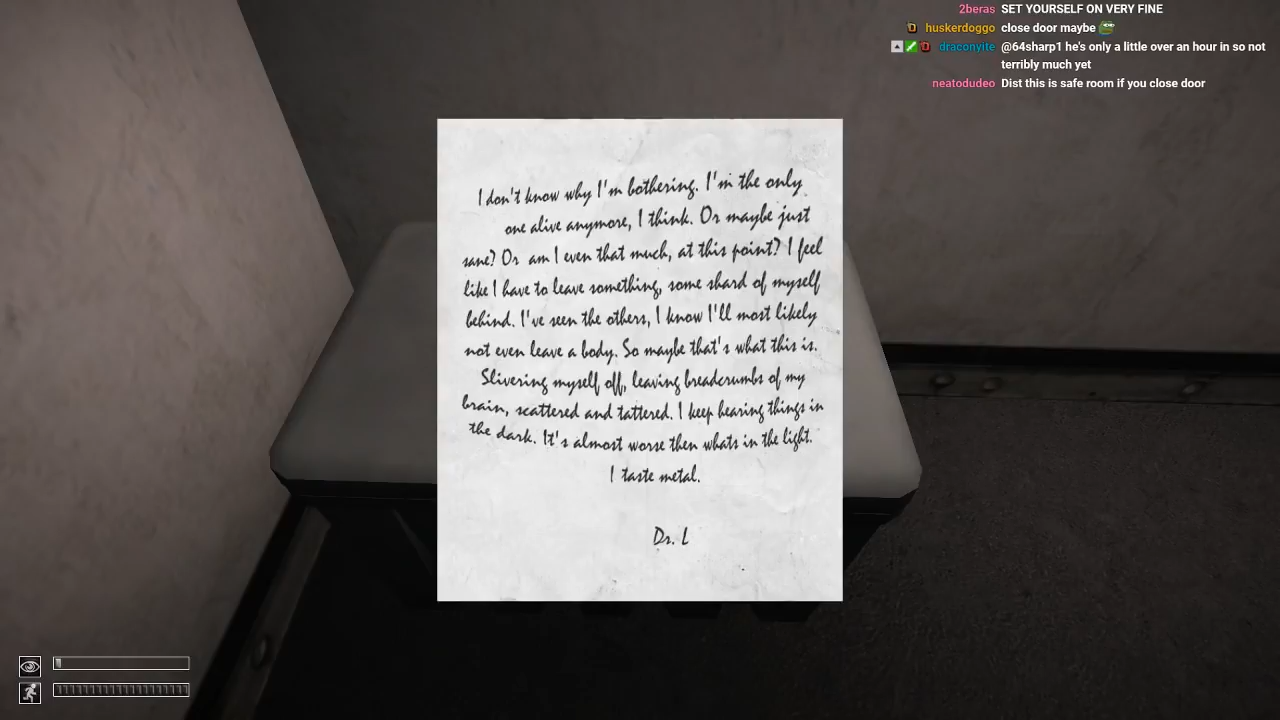 2beras SET YOURSELF ON VERY FINE
huskerdoggo close door maybe
draconyite @64sharp1 he's only a little over an hour in so not
terribly much yet
neatodudeo Dist this is safe room if you close door
I don't know why I'm bothering. I'm the only
one alive anymore, I think. Or maybe just
sane? Or am I even that much, at this point? I feel
like I have to leave something, some shard of myself
behind. I've seen the others, I know I'll most likely
not even leave a body. So maybe that's what this is.
Slivering myself off, leaving breadcrumbs of my
brain, scattered and tattered. I keep hearing things in
the dark. It's almost worse then whats in the light.
I taste metal.
Dr. L